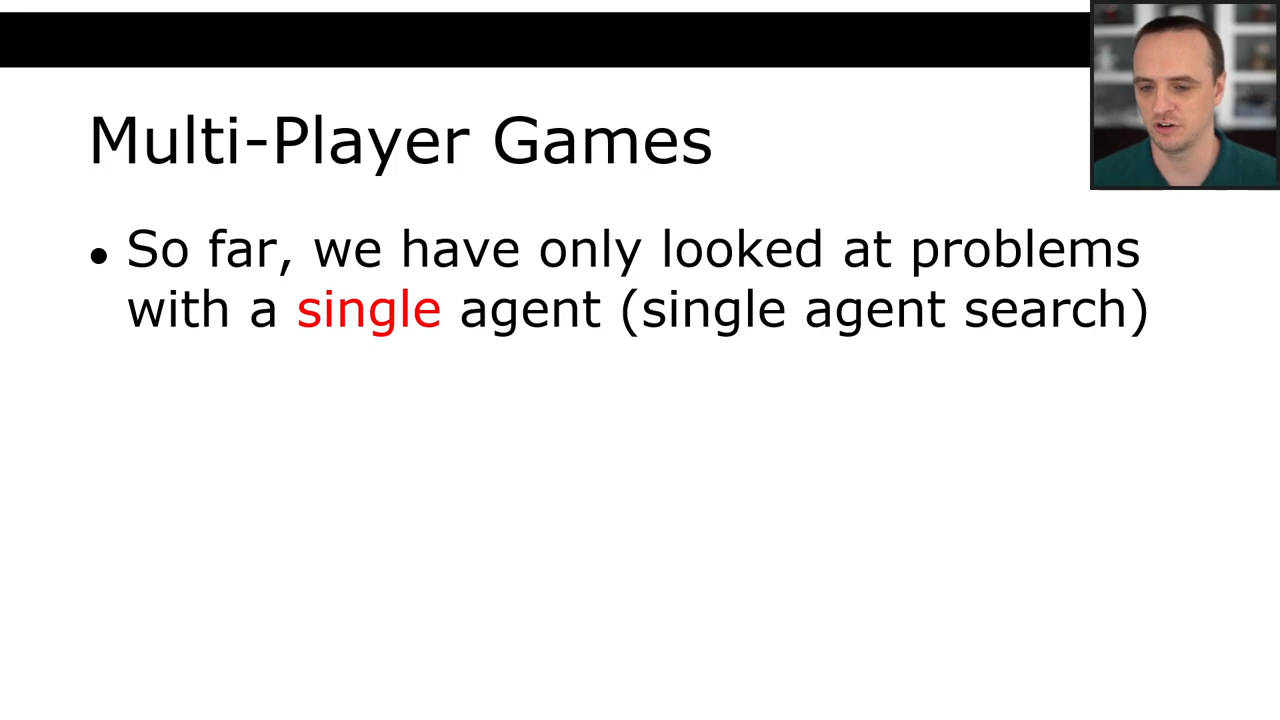 Multi-Player Games
• So far, we have only looked at problems
with a single agent (single agent search)